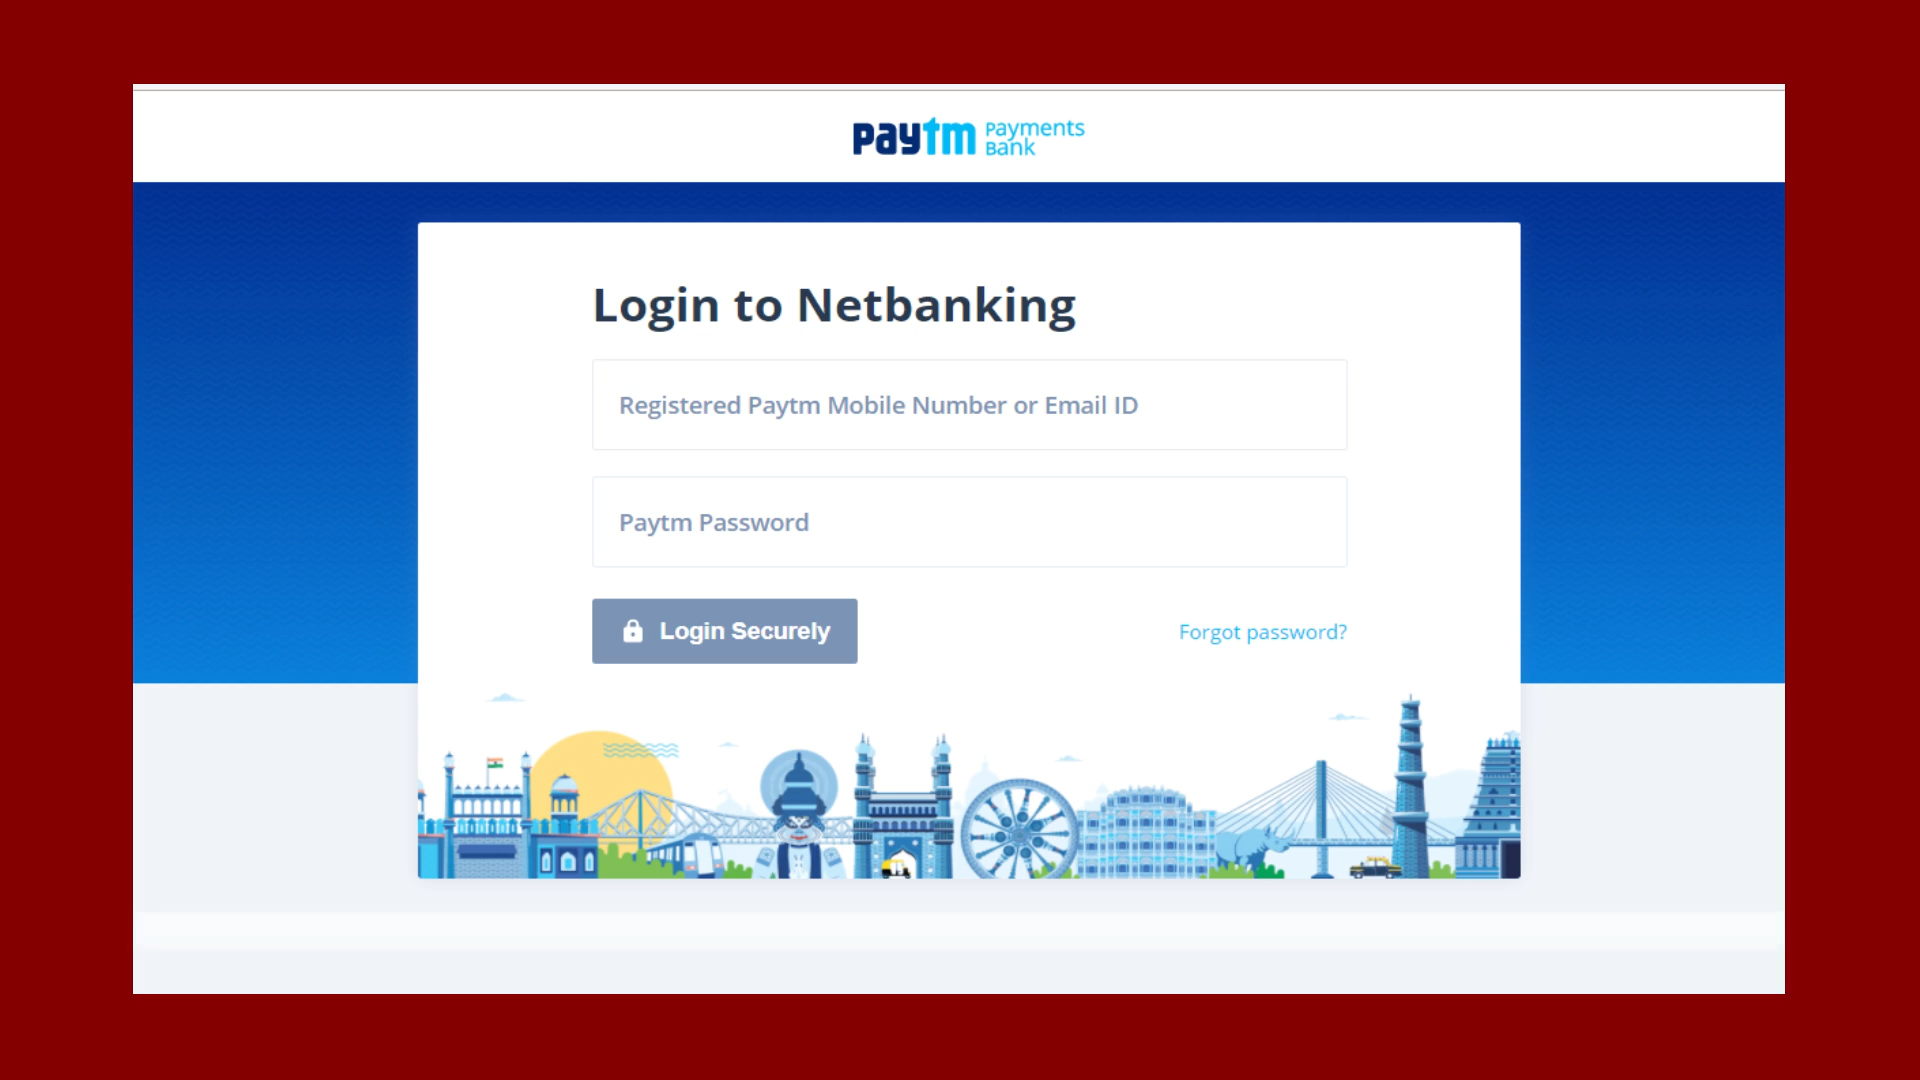 paytm Payments
Bank
Login to Netbanking
Registered Paytm Mobile Number or Email ID
Paytm Password
Login Securely
Forgot password?